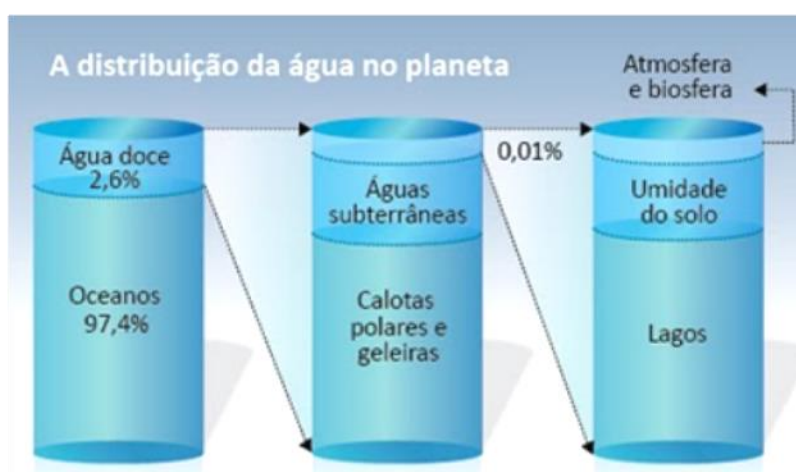 A distribuição da água no planeta
Água doce
2,6%
Oceanos
97,4%
Águas
subterrâneas
Calotas
polares e
geleiras
0,01%
Atmosfera
e biosfera
Umidade
do solo
Lagos